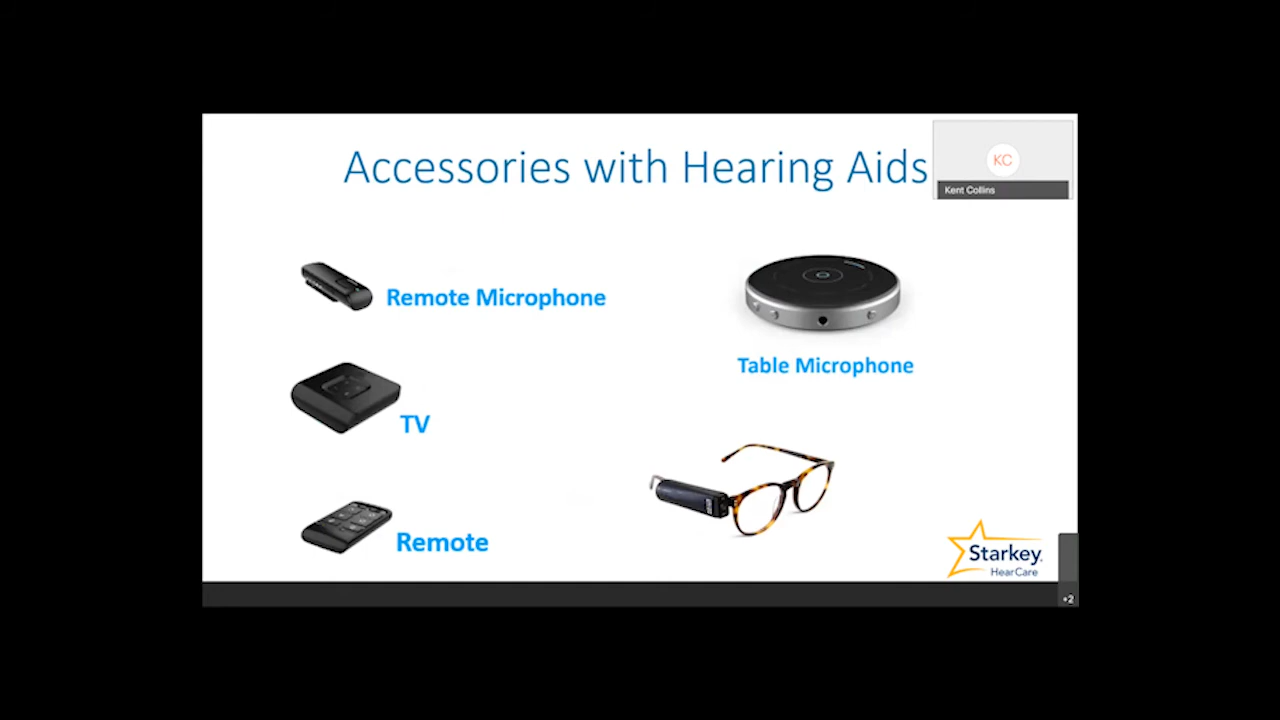 Accessories with Hearing Aids
KC
Kent Collins
Remote Microphone
Table Microphone
TV
Remote
Starkey
HearCare
+2